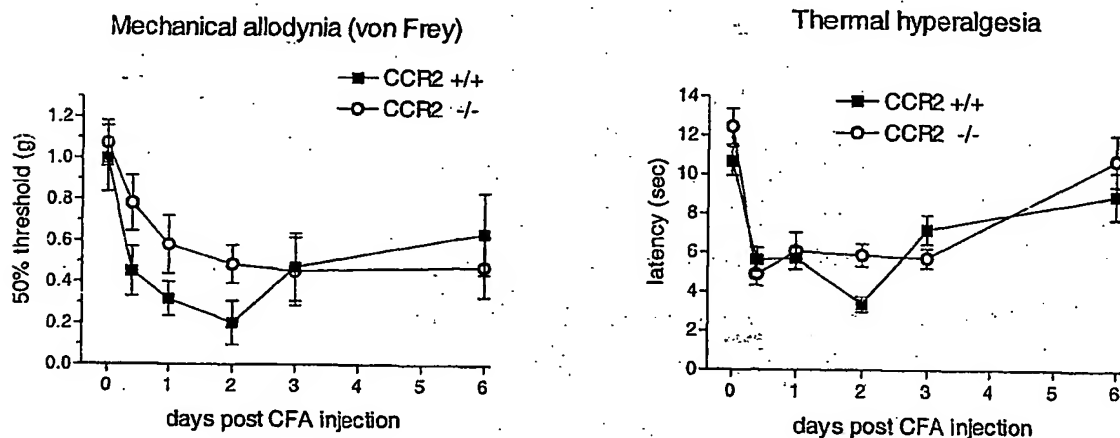 Mechanical allodynia (von Frey)
CCR2 +/+
CCR2 -/-
50% threshold (g)
1.2
1.0
0.8
0.6
0.4
0.2
0.0
0 1 2 3 4 5 6
days post CFA injection
Thermal hyperalgesia
CCR2 +/+
CCR2 -/-
latency (sec)
14
12
10
8
6
4
2
0
0 1 2 3 4 5 6
days post CFA injection